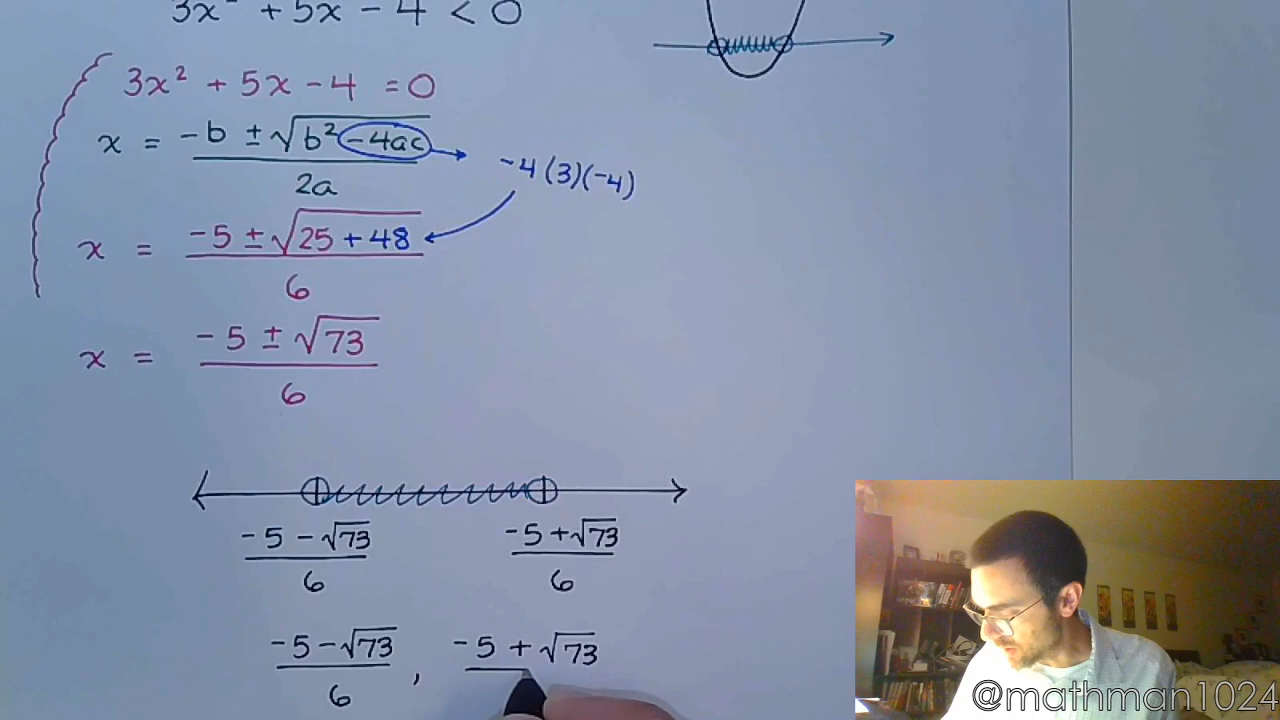 3x² + 5x - 4 < 0
3x² + 5x - 4 = 0
x = (-b ± √(b² - 4ac)) / 2a
-4(3)(-4)
x = (-5 ± √(25 + 48)) / 6
x = (-5 ± √73) / 6
(-5 - √73) / 6
(-5 + √73) / 6
(-5 - √73) / 6 , -5 + √73
@mathman1024